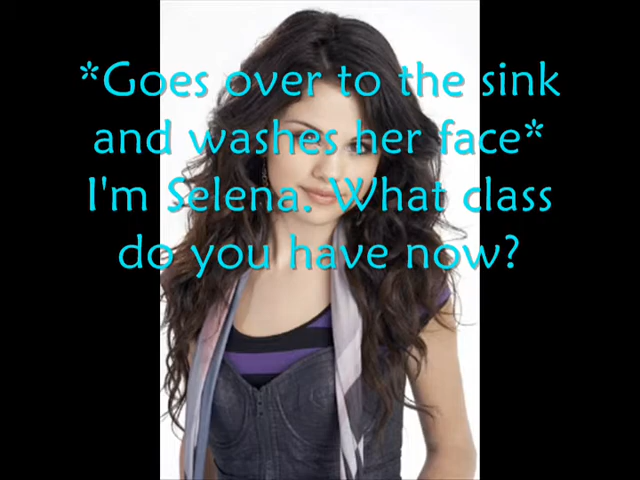 *Goes over to the sink
and washes her face*
I'm Selena. What class
do you have now?